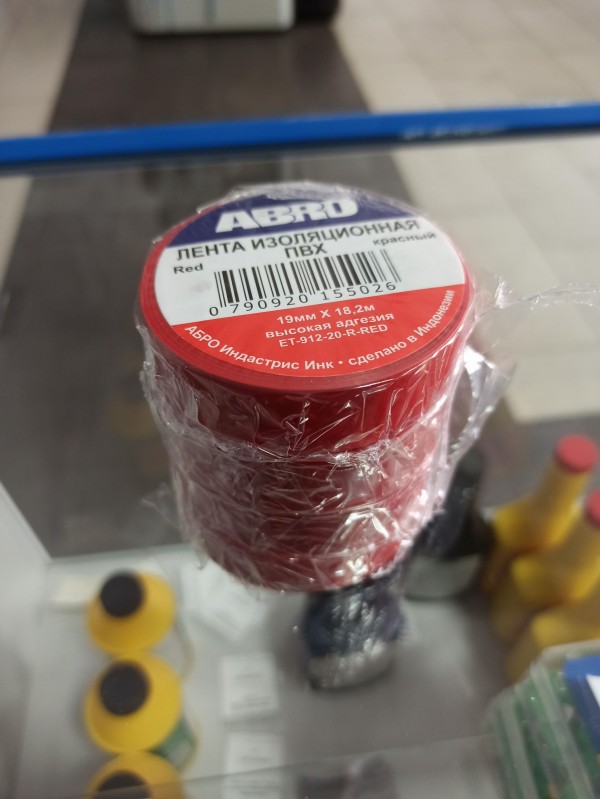 ABRO
ЛЕНТА ИЗОЛЯЦИОННАЯ
ПВХ
Red
красный
0 790920 155026
19мм X 18,2м
высокая адгезия
ET-912-20-R-RED
АБРО Индастрис Инк • сделано в Индонезии